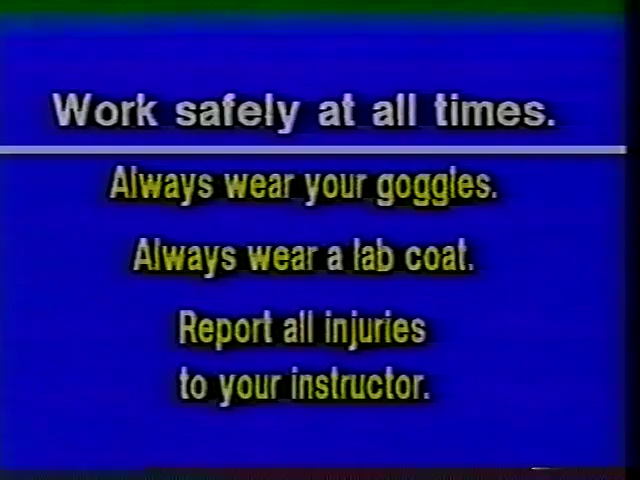 Work safely at all times.
Always wear your goggles.
Always wear a lab coat.
Report all injuries
to your instructor.